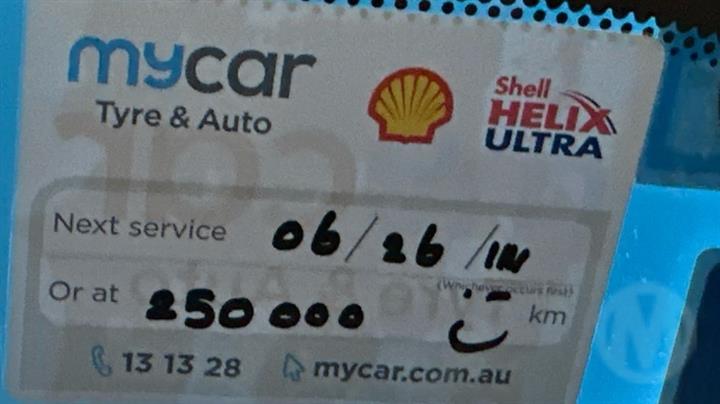 mycar
Tyre & Auto
Shell
HELIX
ULTRA
Next service 06/26/IN
(Whichever occurs first)
Or at 250 000 km
13 13 28 mycar.com.au
M